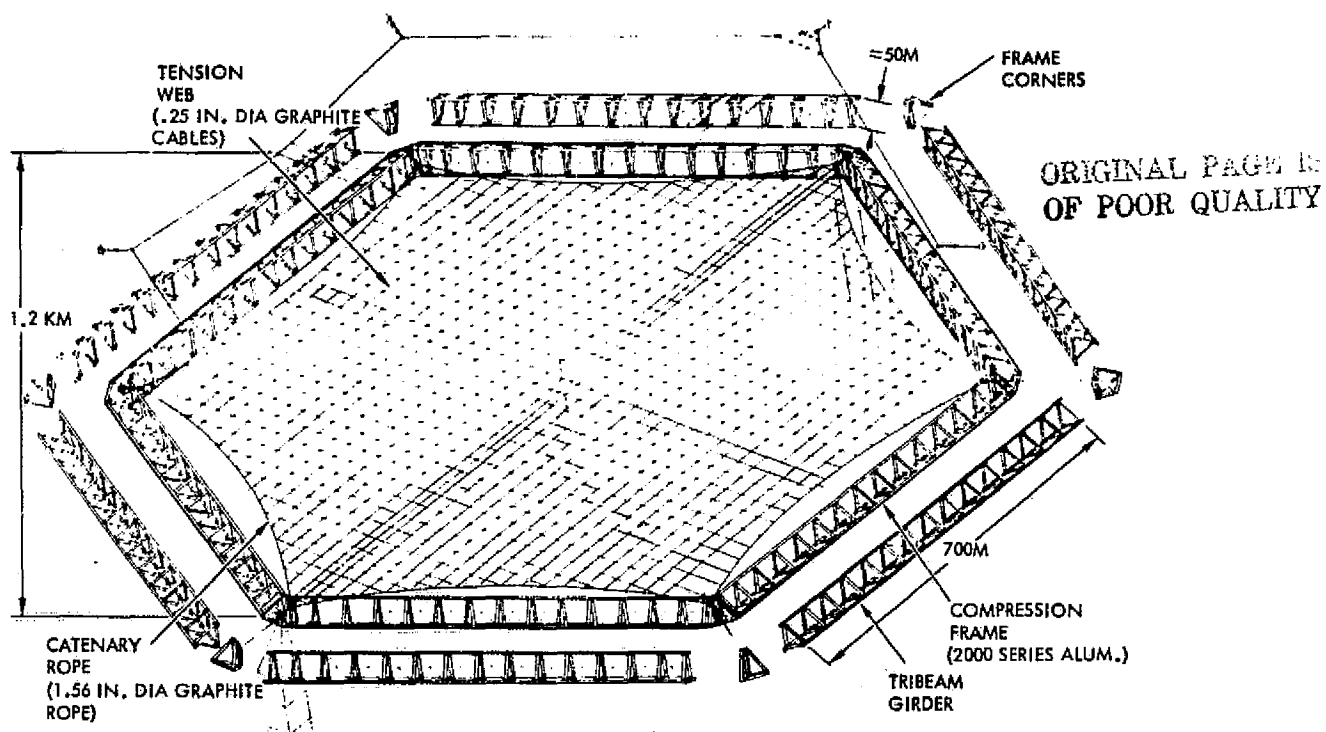 TENSION
WEB
(.25 IN. DIA GRAPHITE
CABLES)
≈50M
FRAME
CORNERS
ORIGINAL PAGE IS
OF POOR QUALITY
1.2 KM
700M
CATENARY
ROPE
(1.56 IN. DIA GRAPHITE
ROPE)
COMPRESSION
FRAME
(2000 SERIES ALUM.)
TRIBEAM
GIRDER